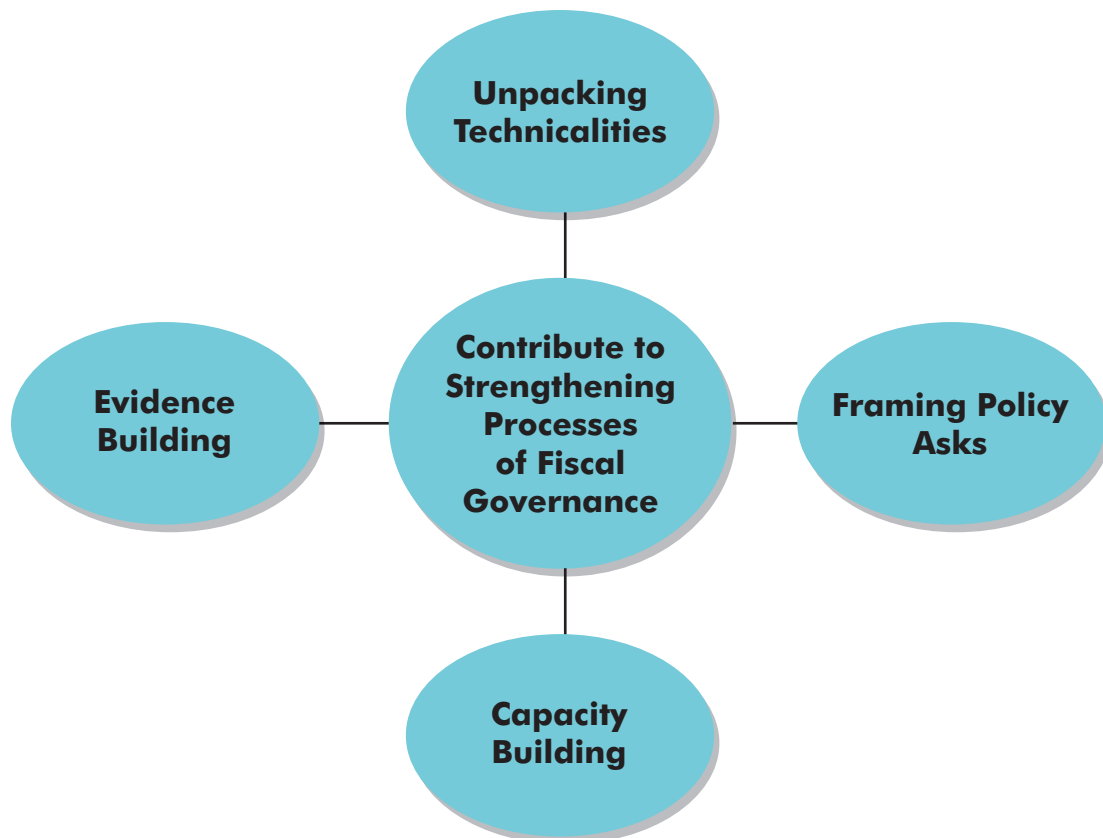 Unpacking
Technicalities
Evidence
Building
Contribute to
Strengthening
Processes
of Fiscal
Governance
Framing Policy
Asks
Capacity
Building